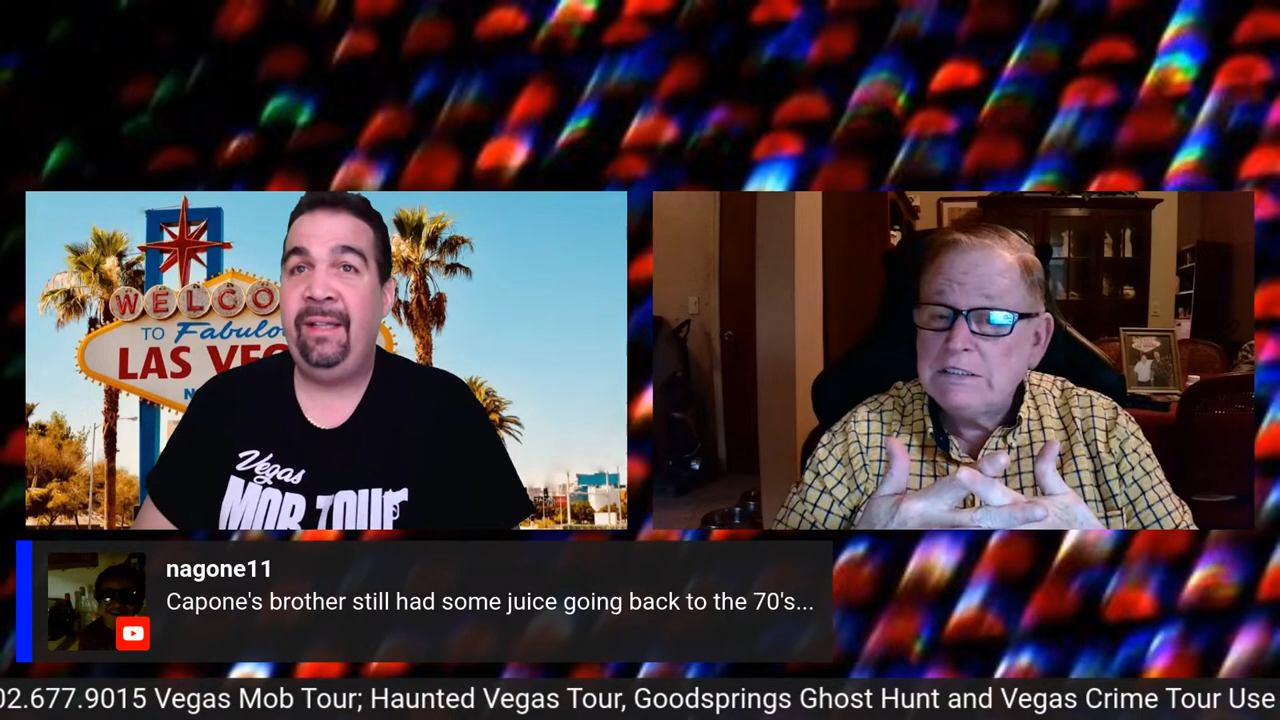 WELCO
TO Fabulo
LAS VEG
N
Vegas
MOB TOUR
nagone11
Capone's brother still had some juice going back to the 70's...
02.677.9015 Vegas Mob Tour; Haunted Vegas Tour, Goodsprings Ghost Hunt and Vegas Crime Tour Use